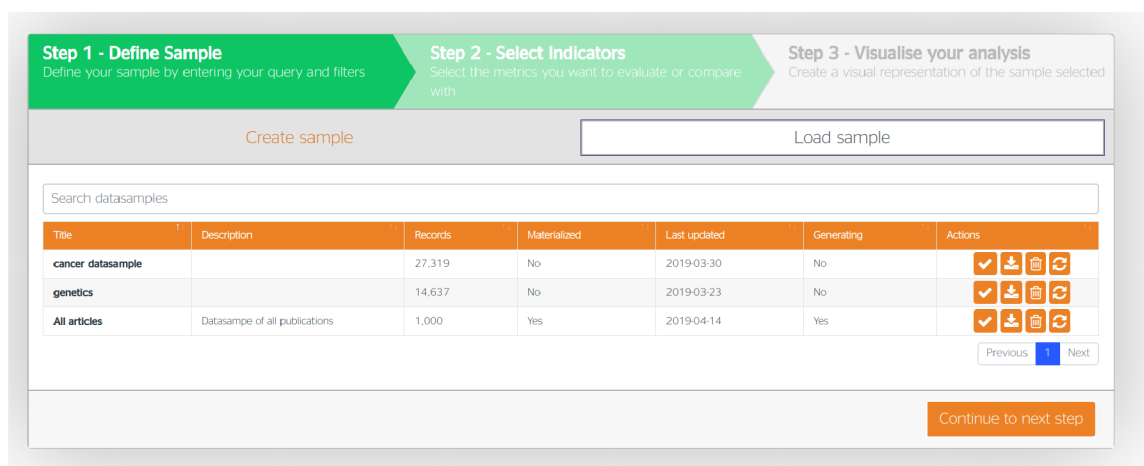 Step 1 - Define Sample
Define your sample by entering your query and filters
Step 2 - Select Indicators
Select the metrics you want to evaluate or compare
with
Step 3 - Visualise your analysis
Create a visual representation of the sample selected
Create sample
Load sample
Search datasamples
Title Description Records Materialized Last updated Generating Actions
cancer datasample 27,319 No 2019-03-30 No
genetics 14,637 No 2019-03-23 No
All articles Datasampe of all publications 1,000 Yes 2019-04-14 Yes
Previous 1 Next
Continue to next step